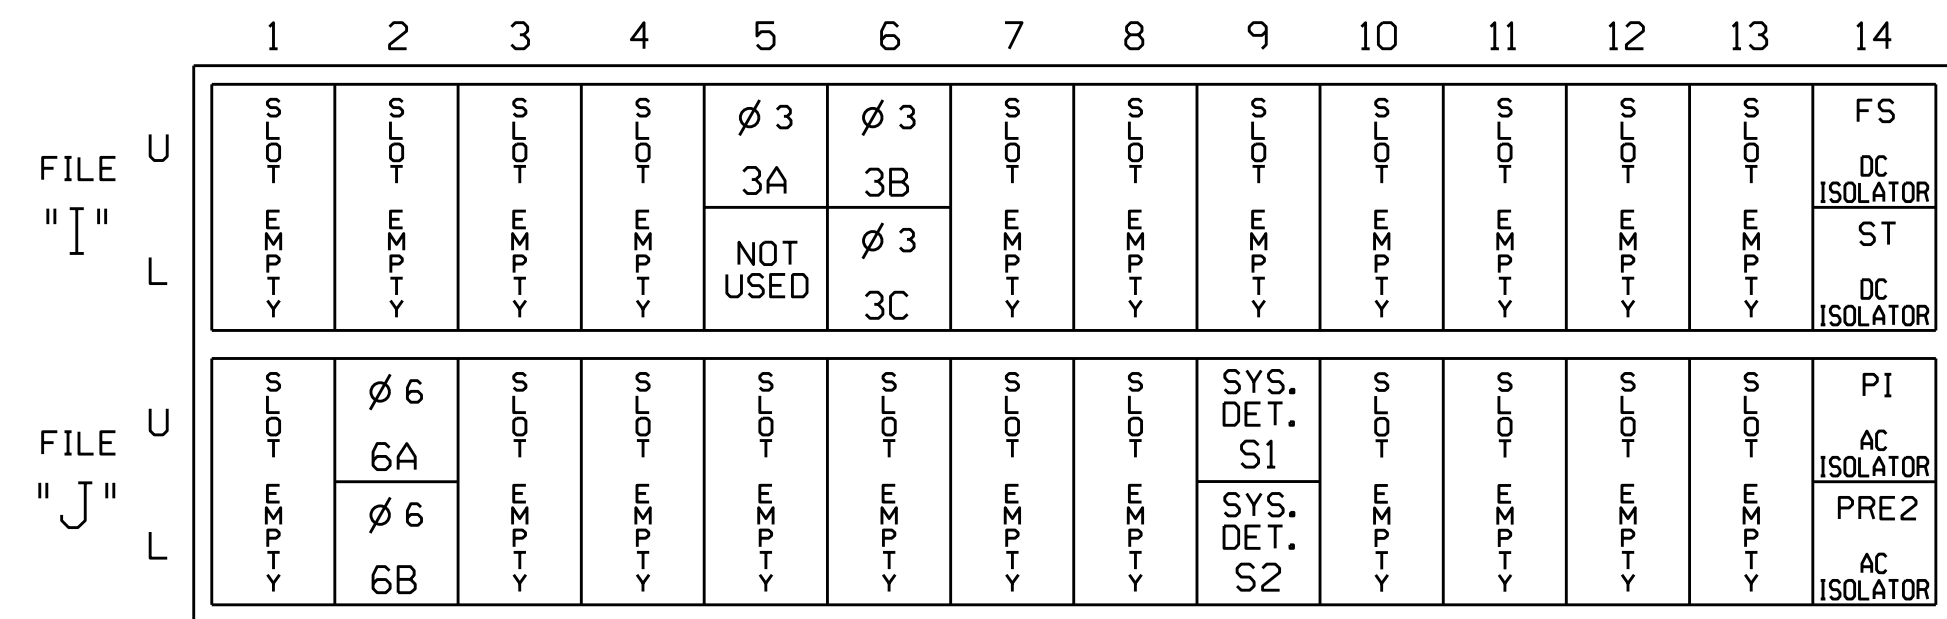 1 2 3 4 5 6 7 8 9 10 11 12 13 14
FILE "I"
U
L
SLOT EMPTY
SLOT EMPTY
SLOT EMPTY
SLOT EMPTY
Ø 3
3A
NOT
USED
Ø 3
3B
Ø 3
3C
SLOT EMPTY
SLOT EMPTY
SLOT EMPTY
SLOT EMPTY
SLOT EMPTY
SLOT EMPTY
SLOT EMPTY
FS
DC
ISOLATOR
ST
DC
ISOLATOR
FILE "J"
U
L
SLOT EMPTY
Ø 6
6A
Ø 6
6B
SLOT EMPTY
SLOT EMPTY
SLOT EMPTY
SLOT EMPTY
SLOT EMPTY
SLOT EMPTY
SYS.
DET.
S1
SYS.
DET.
S2
SLOT EMPTY
SLOT EMPTY
SLOT EMPTY
SLOT EMPTY
PI
AC
ISOLATOR
PRE2
AC
ISOLATOR